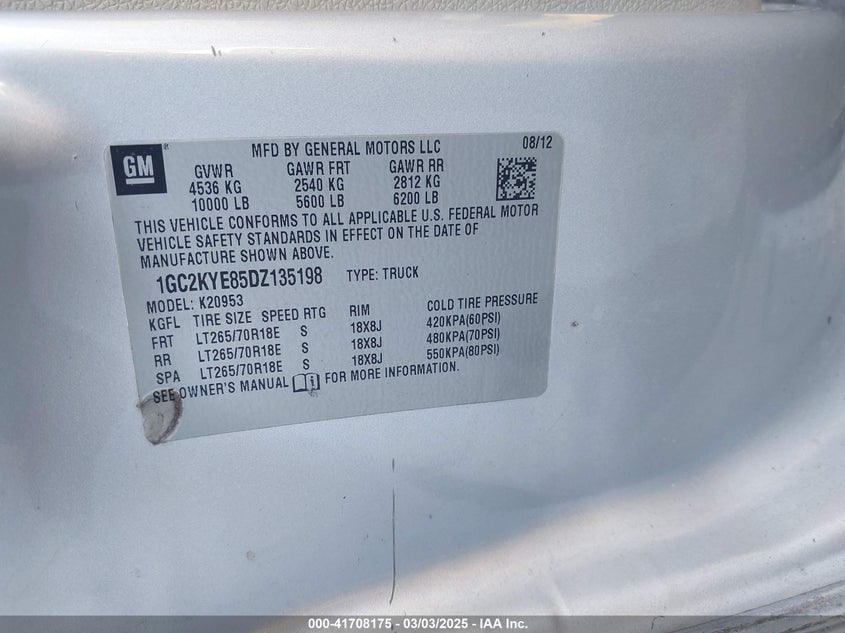 GM
MFD BY GENERAL MOTORS LLC 08/12
GVWR GAWR FRT GAWR RR
4536 KG 2540 KG 2812 KG
10000 LB 5600 LB 6200 LB
THIS VEHICLE CONFORMS TO ALL APPLICABLE U.S. FEDERAL MOTOR
VEHICLE SAFETY STANDARDS IN EFFECT ON THE DATE OF
MANUFACTURE SHOWN ABOVE.
1GC2KYE85DZ135198 TYPE: TRUCK
MODEL: K20953
KGFL TIRE SIZE SPEED RTG RIM COLD TIRE PRESSURE
FRT LT265/70R18E S 18X8J 420KPA(60PSI)
RR LT265/70R18E S 18X8J 480KPA(70PSI)
SPA LT265/70R18E S 18X8J 550KPA(80PSI)
SEE OWNER'S MANUAL FOR MORE INFORMATION.
000-41708175 - 03/03/2025 - IAA Inc.